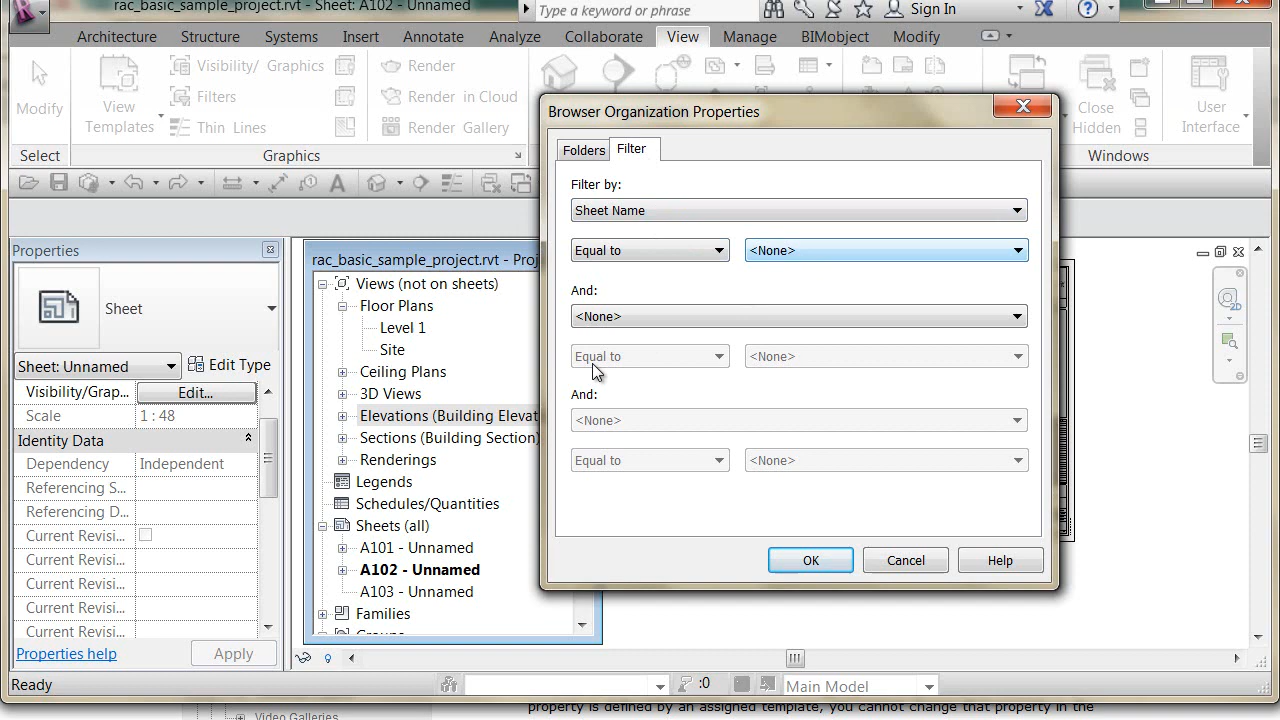 rac_basic_sample_project.rvt - Sheet: A102 - Unnamed
Type a keyword or phrase
Sign In
Architecture Structure Systems Insert Annotate Analyze Collaborate View Manage BIMobject Modify
Modify
View
Templates
Visibility/ Graphics
Filters
Thin Lines
Render
Render in Cloud
Render Gallery
Close
Hidden
User
Interface
Select
Graphics
Windows
Properties
Sheet
Sheet: Unnamed
Edit Type
Visibility/Grap... Edit...
Scale 1 : 48
Identity Data
Dependency Independent
Referencing S...
Referencing D...
Current Revisi...
Current Revisi...
Current Revisi...
Current Revisi...
Current Revisi...
Properties help
Apply
rac_basic_sample_project.rvt - Proj
Views (not on sheets)
Floor Plans
Level 1
Site
Ceiling Plans
3D Views
Elevations (Building Elevat
Sections (Building Section)
Renderings
Legends
Schedules/Quantities
Sheets (all)
A101 - Unnamed
A102 - Unnamed
A103 - Unnamed
Families
Browser Organization Properties
Folders Filter
Filter by:
Sheet Name
Equal to <None>
And:
<None>
Equal to <None>
And:
<None>
Equal to <None>
OK Cancel Help
2D
Ready
:0
Main Model
Video Galleries
property is defined by an assigned template, you cannot change that property in the